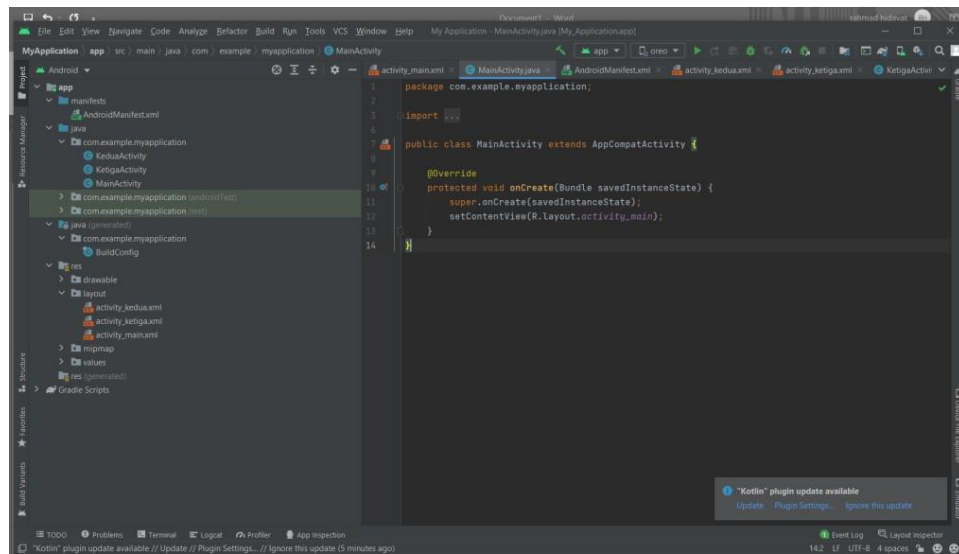 Document1 - Word
rahmad hidayat
File Edit View Navigate Code Analyze Refactor Build Run Tools VCS Window Help My Application - MainActivity.java [My_Application.app]
MyApplication app src main java com example myapplication MainActivity
app oreo
Android
activity_main.xml MainActivity.java AndroidManifest.xml activity_kedua.xml activity_ketiga.xml KetigaActivi
Project
Resource Manager
Structure
Favorites
Build Variants
app
manifests
AndroidManifest.xml
java
com.example.myapplication
KeduaActivity
KetigaActivity
MainActivity
com.example.myapplication (androidTest)
com.example.myapplication (test)
java (generated)
com.example.myapplication
BuildConfig
res
drawable
layout
activity_kedua.xml
activity_ketiga.xml
activity_main.xml
mipmap
values
res (generated)
Gradle Scripts
1 package com.example.myapplication;
2
3 import ...
6
7 public class MainActivity extends AppCompatActivity {
8
9 @Override
10 protected void onCreate(Bundle savedInstanceState) {
11 super.onCreate(savedInstanceState);
12 setContentView(R.layout.activity_main);
13 }
14 }
"Kotlin" plugin update available
Update Plugin Settings... Ignore this update
TODO Problems Terminal Logcat Profiler App Inspection
1 Event Log Layout Inspector
"Kotlin" plugin update available // Update // Plugin Settings... // Ignore this update (5 minutes ago)
14:2 LF UTF-8 4 spaces